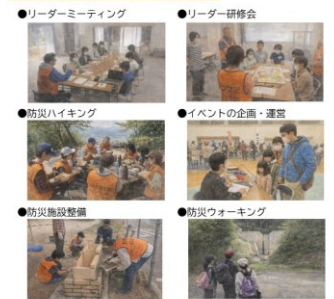 ●リーダーミーティング
●リーダー研修会
●防災ハイキング
●イベントの企画・運営
●防災施設整備
●防災ウォーキング